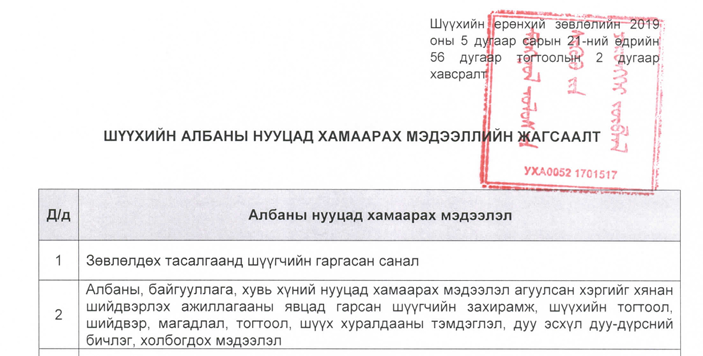 Шүүхийн ерөнхий зөвлөлийн 2019
оны 5 дугаар сарын 21-ний өдрийн
56 дугаар тогтоолын 2 дугаар
хавсралт
ШҮҮХИЙН АЛБАНЫ НУУЦАД ХАМААРАХ МЭДЭЭЛЛИЙН ЖАГСААЛТ
УХА0052 1701517
Д/д Албаны нууцад хамаарах мэдээлэл
1 Зөвлөлдөх тасалгаанд шүүгчийн гаргасан санал
Албаны, байгууллага, хувь хүний нууцад хамаарах мэдээлэл агуулсан хэргийг хянан
шийдвэрлэх ажиллагааны явцад гарсан шүүгчийн захирамж, шүүхийн тогтоол,
2 шийдвэр, магадлал, тогтоол, шүүх хуралдааны тэмдэглэл, дуу эсхүл дуу-дүрсний
бичлэг, холбогдох мэдээлэл